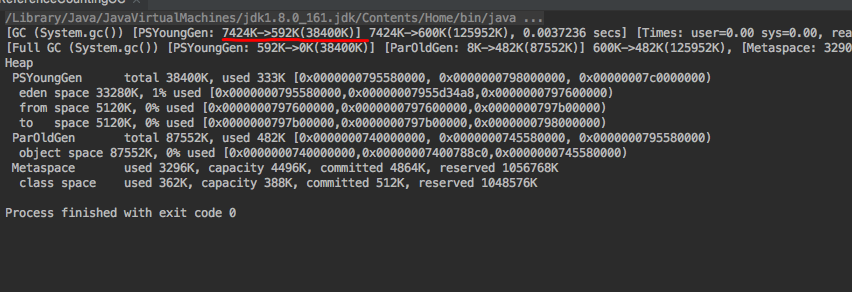 /Library/Java/JavaVirtualMachines/jdk1.8.0_161.jdk/Contents/Home/bin/java ...
[GC (System.gc()) [PSYoungGen: 7424K->592K(38400K)] 7424K->600K(125952K), 0.0037236 secs] [Times: user=0.00 sys=0.00, rea
[Full GC (System.gc()) [PSYoungGen: 592K->0K(38400K)] [ParOldGen: 8K->482K(87552K)] 600K->482K(125952K), [Metaspace: 3290
Heap
PSYoungGen total 38400K, used 333K [0x0000000795580000, 0x0000000798000000, 0x00000007c0000000)
eden space 33280K, 1% used [0x0000000795580000,0x00000007955d34a8,0x0000000797600000)
from space 5120K, 0% used [0x0000000797600000,0x0000000797600000,0x0000000797b00000)
to space 5120K, 0% used [0x0000000797b00000,0x0000000797b00000,0x0000000798000000)
ParOldGen total 87552K, used 482K [0x0000000740000000, 0x0000000745580000, 0x0000000795580000)
object space 87552K, 0% used [0x0000000740000000,0x00000007400788c0,0x0000000745580000)
Metaspace used 3296K, capacity 4496K, committed 4864K, reserved 1056768K
class space used 362K, capacity 388K, committed 512K, reserved 1048576K
Process finished with exit code 0